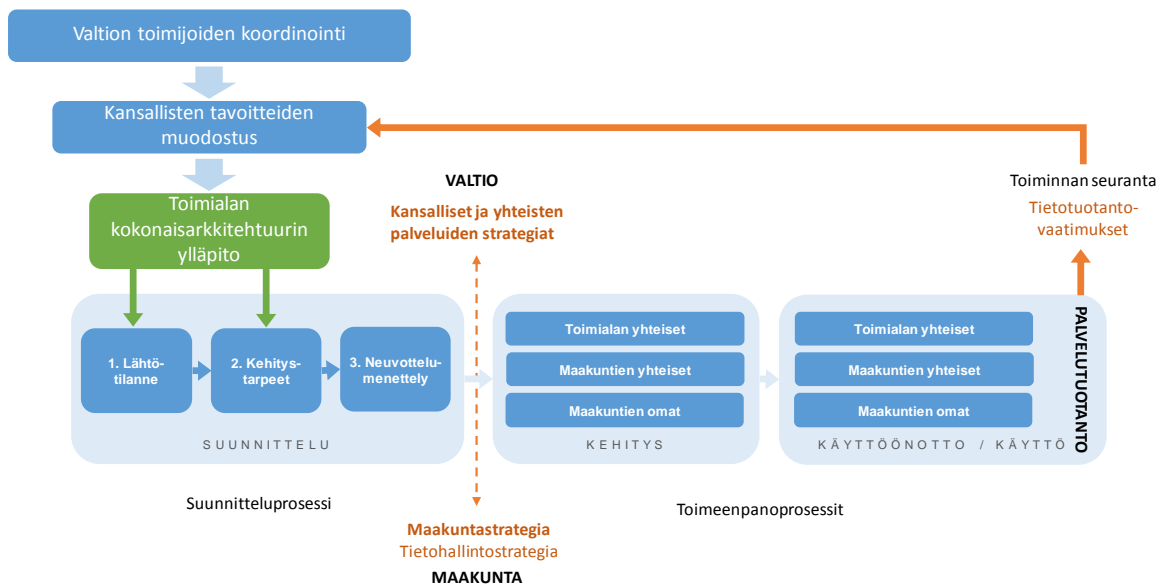 Valtion toimijoiden koordinointi
Kansallisten tavoitteiden
muodostus
Toimialan
kokonaisarkkitehtuurin
ylläpito
VALTIO
Kansalliset ja yhteisten
palveluiden strategiat
Toiminnan seuranta
Tietotuotanto-
vaatimukset
1. Lähtö-
tilanne
2. Kehitys-
tarpeet
3. Neuvottelu-
menettely
SUUNNITTELU
Toimialan yhteiset
Maakuntien yhteiset
Maakuntien omat
KEHITYS
Toimialan yhteiset
Maakuntien yhteiset
Maakuntien omat
KÄYTTÖÖNOTTO / KÄYTTÖ
PALVELUTUOTANTO
Suunnitteluprosessi
Toimeenpanoprosessit
Maakuntastrategia
Tietohallintostrategia
MAAKUNTA